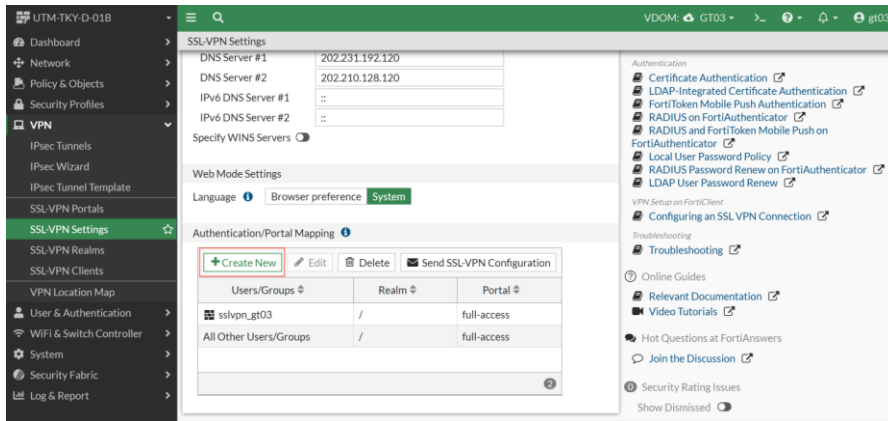 UTM-TKY-D-01B
VDOM: GT03
>_
gt03
Dashboard
Network
Policy & Objects
Security Profiles
VPN
IPsec Tunnels
IPsec Wizard
IPsec Tunnel Template
SSL-VPN Portals
SSL-VPN Settings
SSL-VPN Realms
SSL-VPN Clients
VPN Location Map
User & Authentication
WiFi & Switch Controller
System
Security Fabric
Log & Report
SSL-VPN Settings
DNS Server #1 202.231.192.120
DNS Server #2 202.210.128.120
IPv6 DNS Server #1 ::
IPv6 DNS Server #2 ::
Specify WINS Servers
Web Mode Settings
Language Browser preference System
Authentication/Portal Mapping
+Create New Edit Delete Send SSL-VPN Configuration
Users/Groups Realm Portal
sslvpn_gt03 / full-access
All Other Users/Groups / full-access
2
Authentication
Certificate Authentication
LDAP-Integrated Certificate Authentication
FortiToken Mobile Push Authentication
RADIUS on FortiAuthenticator
RADIUS and FortiToken Mobile Push on
FortiAuthenticator
Local User Password Policy
RADIUS Password Renew on FortiAuthenticator
LDAP User Password Renew
VPN Setup on FortiClient
Configuring an SSL VPN Connection
Troubleshooting
Troubleshooting
Online Guides
Relevant Documentation
Video Tutorials
Hot Questions at FortiAnswers
Join the Discussion
0 Security Rating Issues
Show Dismissed